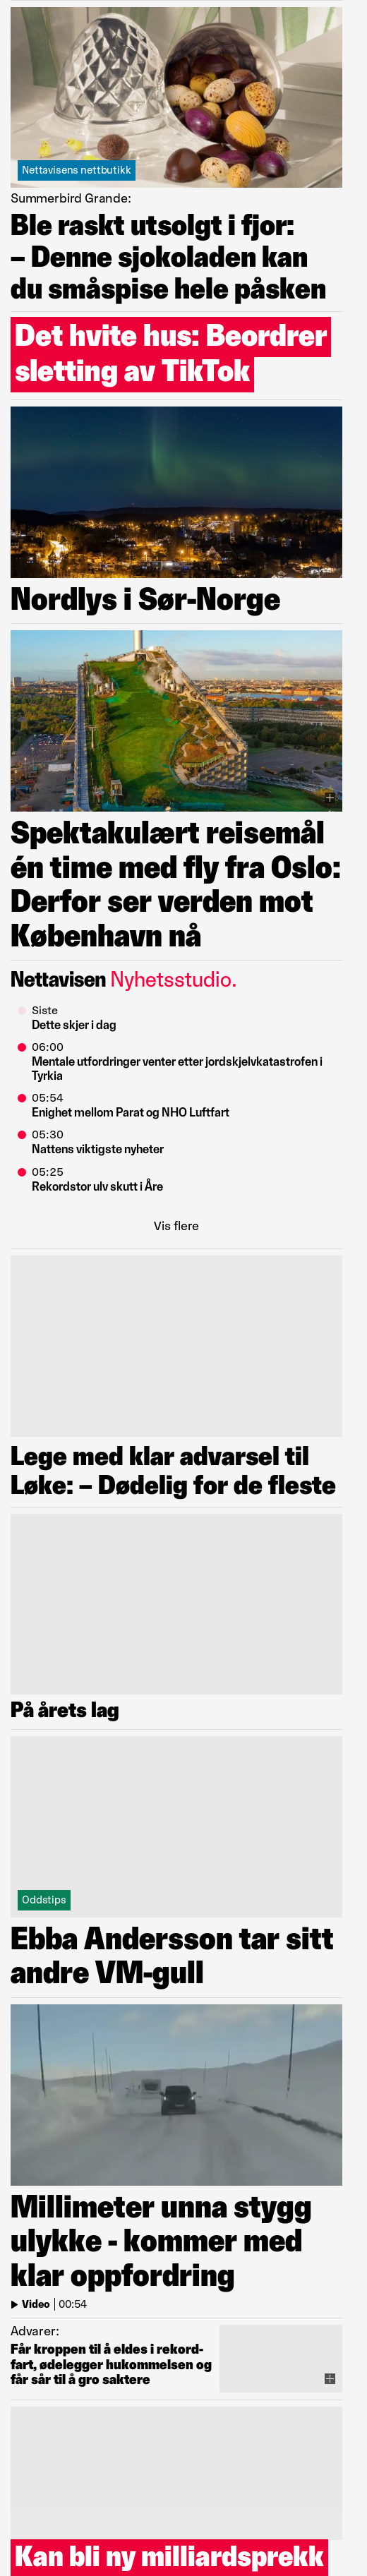 Nettavisens nettbutikk
Summerbird Grande:
Ble raskt utsolgt i fjor:
– Denne sjokoladen kan
du småspise hele påsken
Det hvite hus: Beordrer
sletting av TikTok
Nordlys i Sør-Norge
Spektakulært reisemål
én time med fly fra Oslo:
Derfor ser verden mot
København nå
Nettavisen Nyhetsstudio.
Siste
Dette skjer i dag
06:00
Mentale utfordringer venter etter jordskjelvkatastrofen i
Tyrkia
05:54
Enighet mellom Parat og NHO Luftfart
05:30
Nattens viktigste nyheter
05:25
Rekordstor ulv skutt i Åre
Vis flere
Lege med klar advarsel til
Løke: – Dødelig for de fleste
På årets lag
Oddstips
Ebba Andersson tar sitt
andre VM-gull
Millimeter unna stygg
ulykke - kommer med
klar oppfordring
Video | 00:54
Advarer:
Får kroppen til å eldes i rekord-
fart, ødelegger hukommelsen og
får sår til å gro saktere
Kan bli ny milliardsprekk